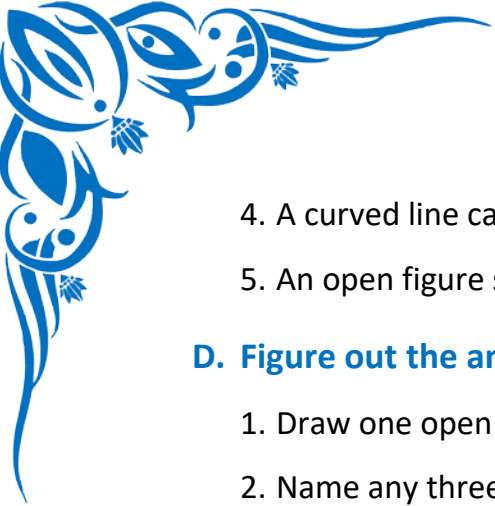 4. A curved line ca
5. An open figure
D. Figure out the
1. Draw one open
2. Name any three